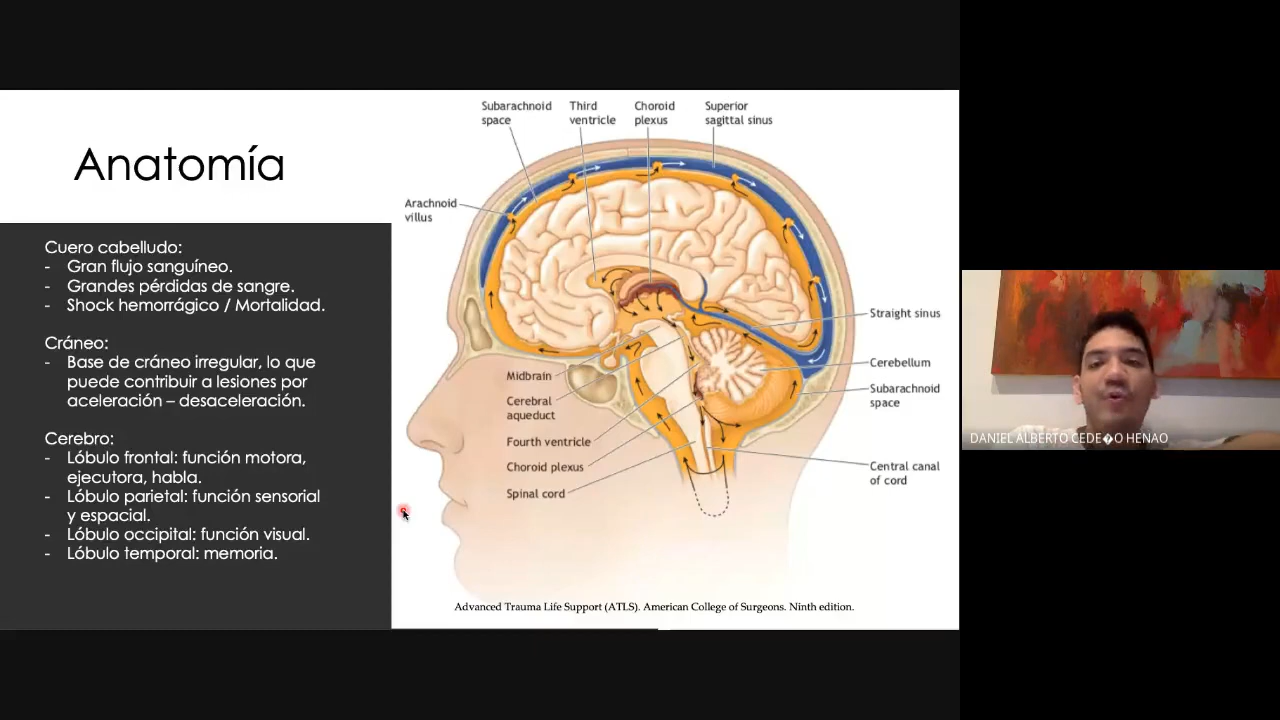 Anatomía
Cuero cabelludo:
- Gran flujo sanguíneo.
- Grandes pérdidas de sangre.
- Shock hemorrágico / Mortalidad.
Cráneo:
- Base de cráneo irregular, lo que
puede contribuir a lesiones por
aceleración – desaceleración.
Cerebro:
- Lóbulo frontal: función motora,
ejecutora, habla.
- Lóbulo parietal: función sensorial
y espacial.
- Lóbulo occipital: función visual.
- Lóbulo temporal: memoria.
Subarachnoid
space
Third
ventricle
Choroid
plexus
Superior
sagittal sinus
Arachnoid
villus
Straight sinus
Cerebellum
Subarachnoid
space
Midbrain
Cerebral
aqueduct
Fourth ventricle
Choroid plexus
Spinal cord
Central canal
of cord
Advanced Trauma Life Support (ATLS). American College of Surgeons. Ninth edition.
DANIEL ALBERTO CEDE�O HENAO